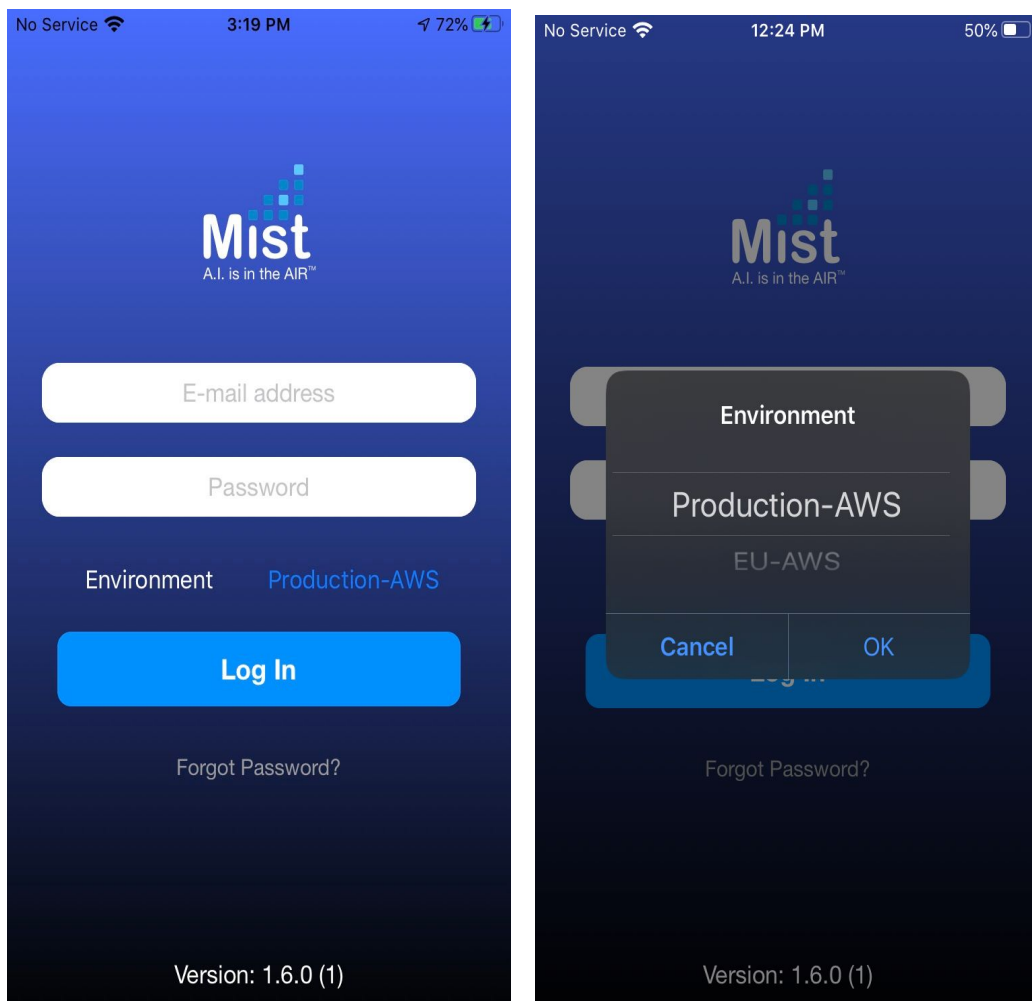 No Service 3:19 PM 72%
Mist
A.I. is in the AIR™
E-mail address
Password
Environment Production-AWS
Log In
Forgot Password?
Version: 1.6.0 (1)
No Service 12:24 PM 50%
Mist
A.I. is in the AIR™
Environment
Production-AWS
EU-AWS
Cancel OK
Forgot Password?
Version: 1.6.0 (1)